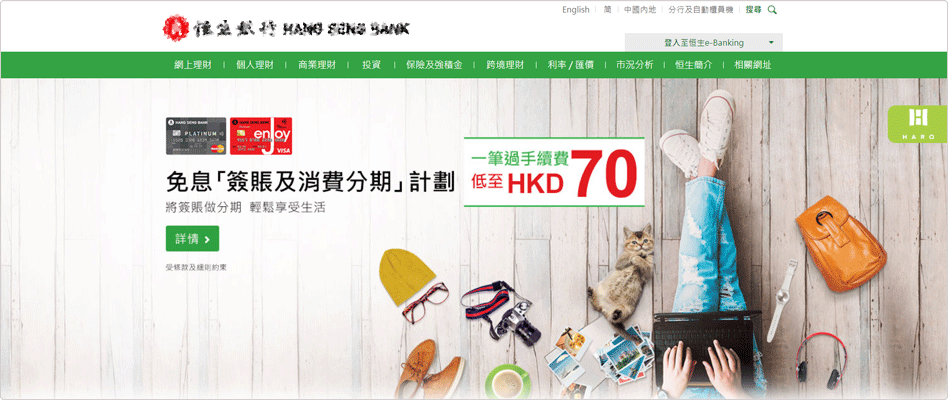 English | 简 | 中國內地 | 分行及自動櫃員機 | 搜尋
恒生銀行 HANG SENG BANK
登入至恒生e-Banking
網上理財 | 個人理財 | 商業理財 | 投資 | 保險及強積金 | 跨境理財 | 利率 / 匯價 | 市況分析 | 恒生簡介 | 相關網址
HARO
HANG SENG BANK
PLATINUM
MasterCard
HANG SENG BANK
enJoy
VISA
一筆過手續費
低至 HKD 70
免息「簽賬及消費分期」計劃
將簽賬做分期 輕鬆享受生活
詳情 >
受條款及細則約束